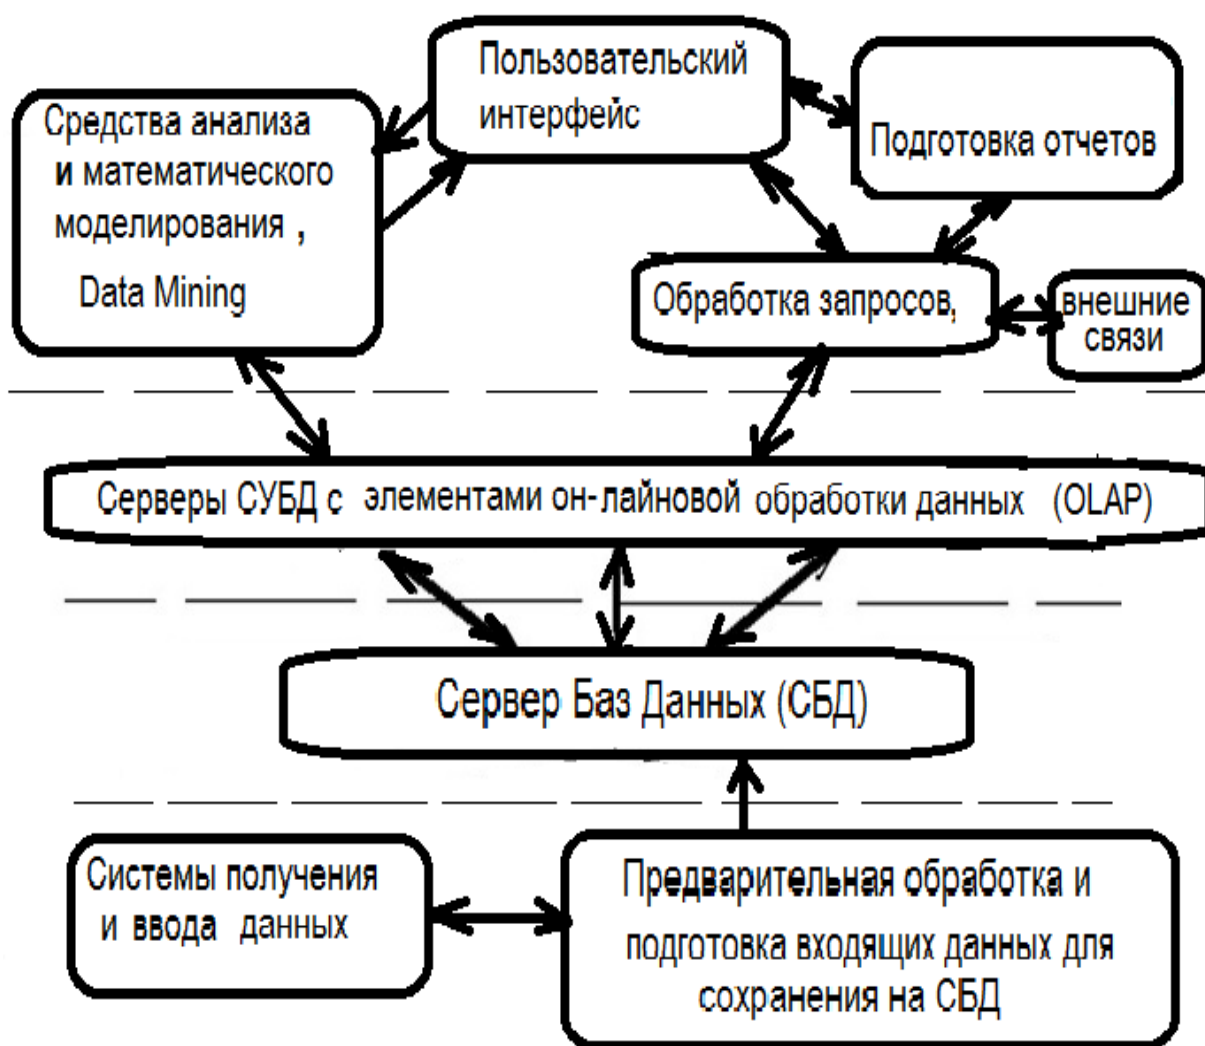 Пользовательский
интерфейс
Средства анализа
и математического
моделирования ,
Data Mining
Подготовка отчетов
Обработка запросов,
внешние
связи
Серверы СУБД с элементами он-лайновой обработки данных (OLAP)
Сервер Баз Данных (СБД)
Системы получения
и ввода данных
Предварительная обработка и
подготовка входящих данных для
сохранения на СБД